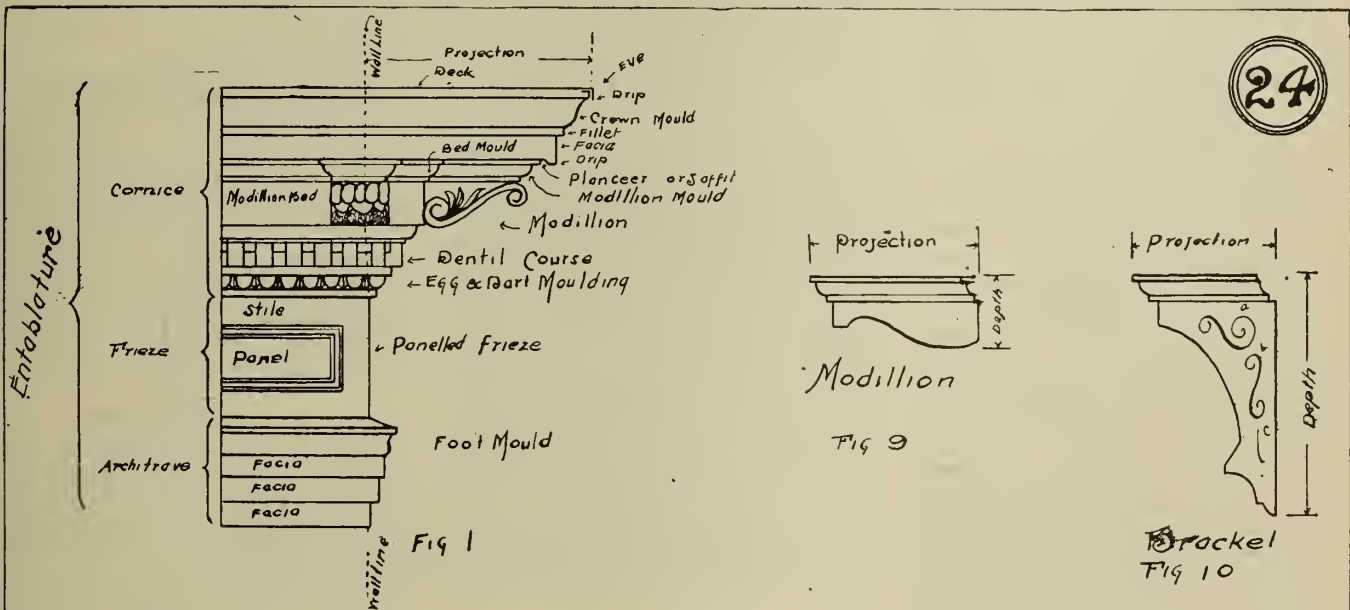 24
Wall Line
Projection
Deck
Eve
Drip
Crown Mould
Fillet
Facia
Drip
Bed Mould
Planceer or Soffit
Modillion Mould
Modillion Bed
Modillion
Dentil Course
Egg & Dart Moulding
Stile
Panel
Panelled Frieze
Foot Mould
Facia
Facia
Facia
Entablature
Cornice
Frieze
Architrave
Wall Line
Fig 1
Projection
Depth
Modillion
Fig 9
Projection
Depth
Bracket
Fig 10